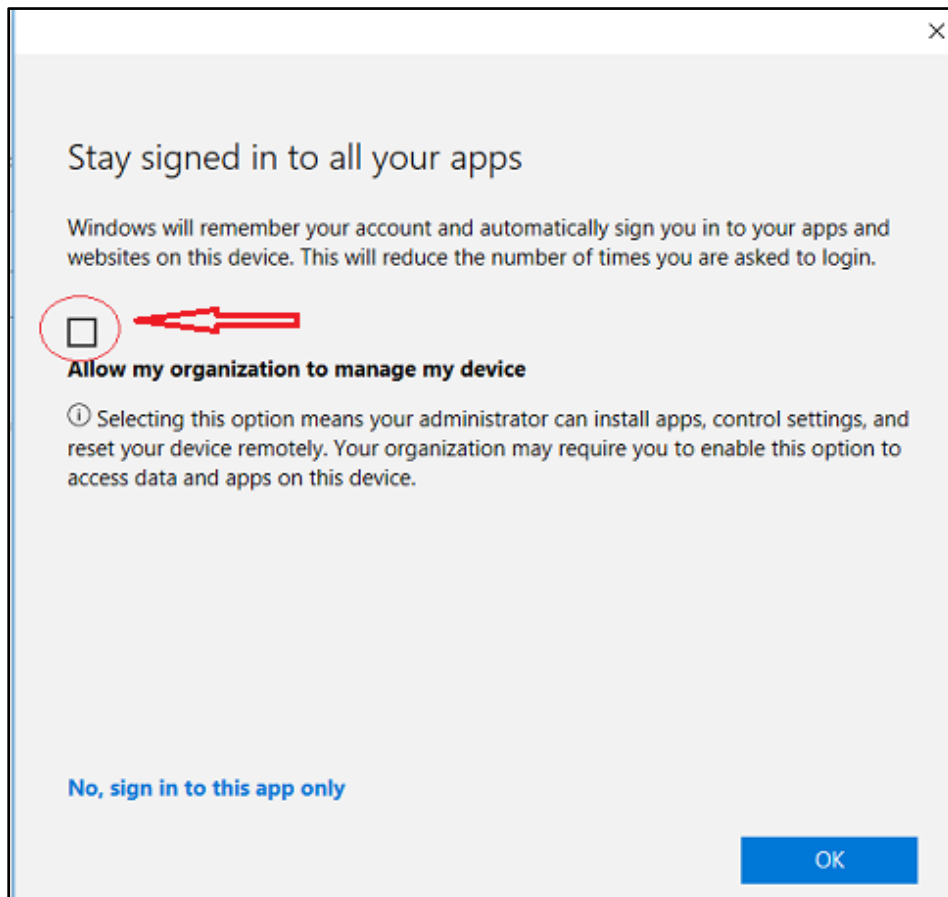 Stay signed in to all your apps
Windows will remember your account and automatically sign you in to your apps and
websites on this device. This will reduce the number of times you are asked to login.
Allow my organization to manage my device
ⓘ Selecting this option means your administrator can install apps, control settings, and
reset your device remotely. Your organization may require you to enable this option to
access data and apps on this device.
No, sign in to this app only
OK